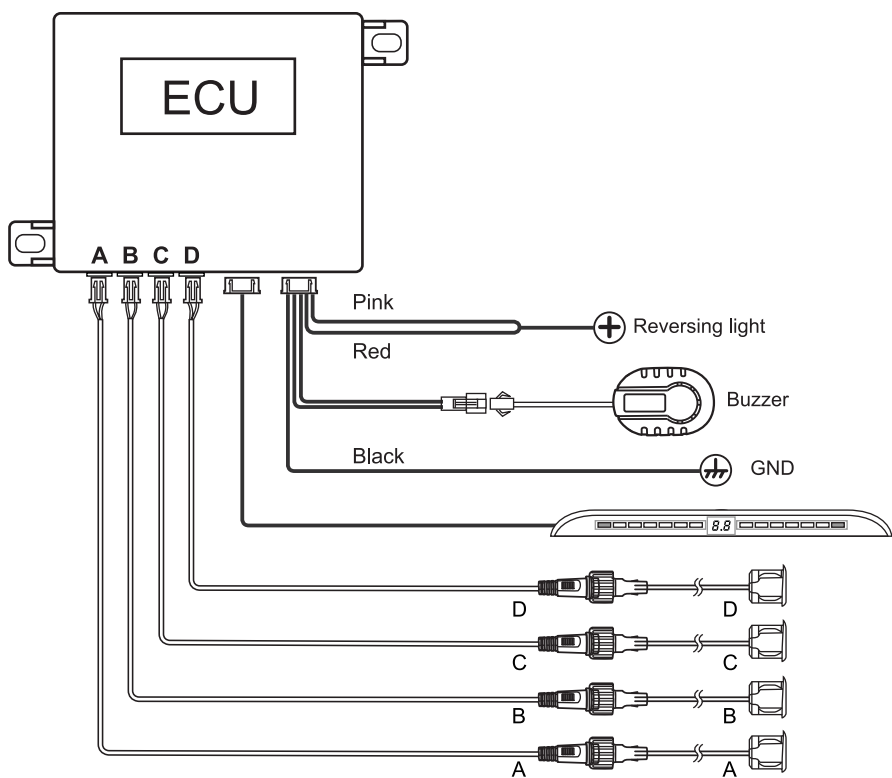 ECU
A B C D
Pink
Reversing light
Red
Buzzer
Black
GND
8.8
D D
C C
B B
A A